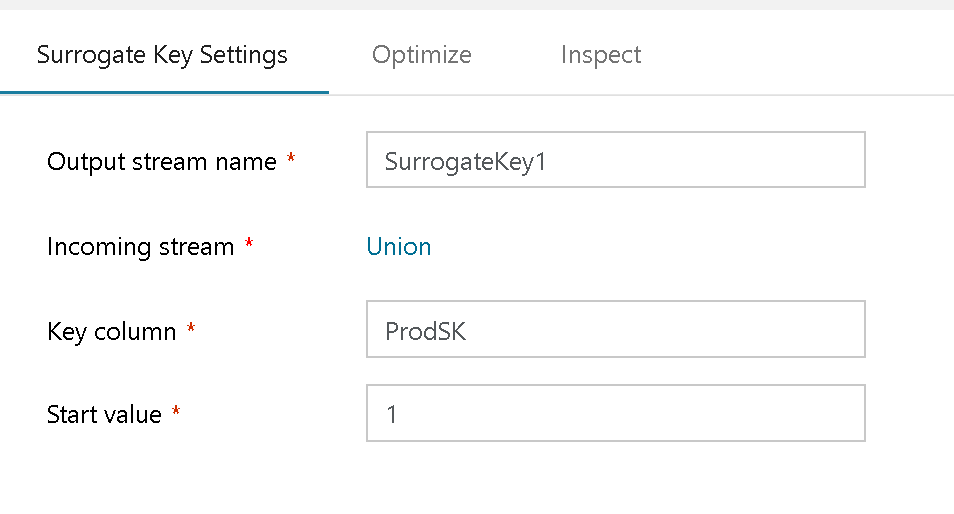 Surrogate Key Settings Optimize Inspect
Output stream name * SurrogateKey1
Incoming stream * Union
Key column * ProdSK
Start value * 1